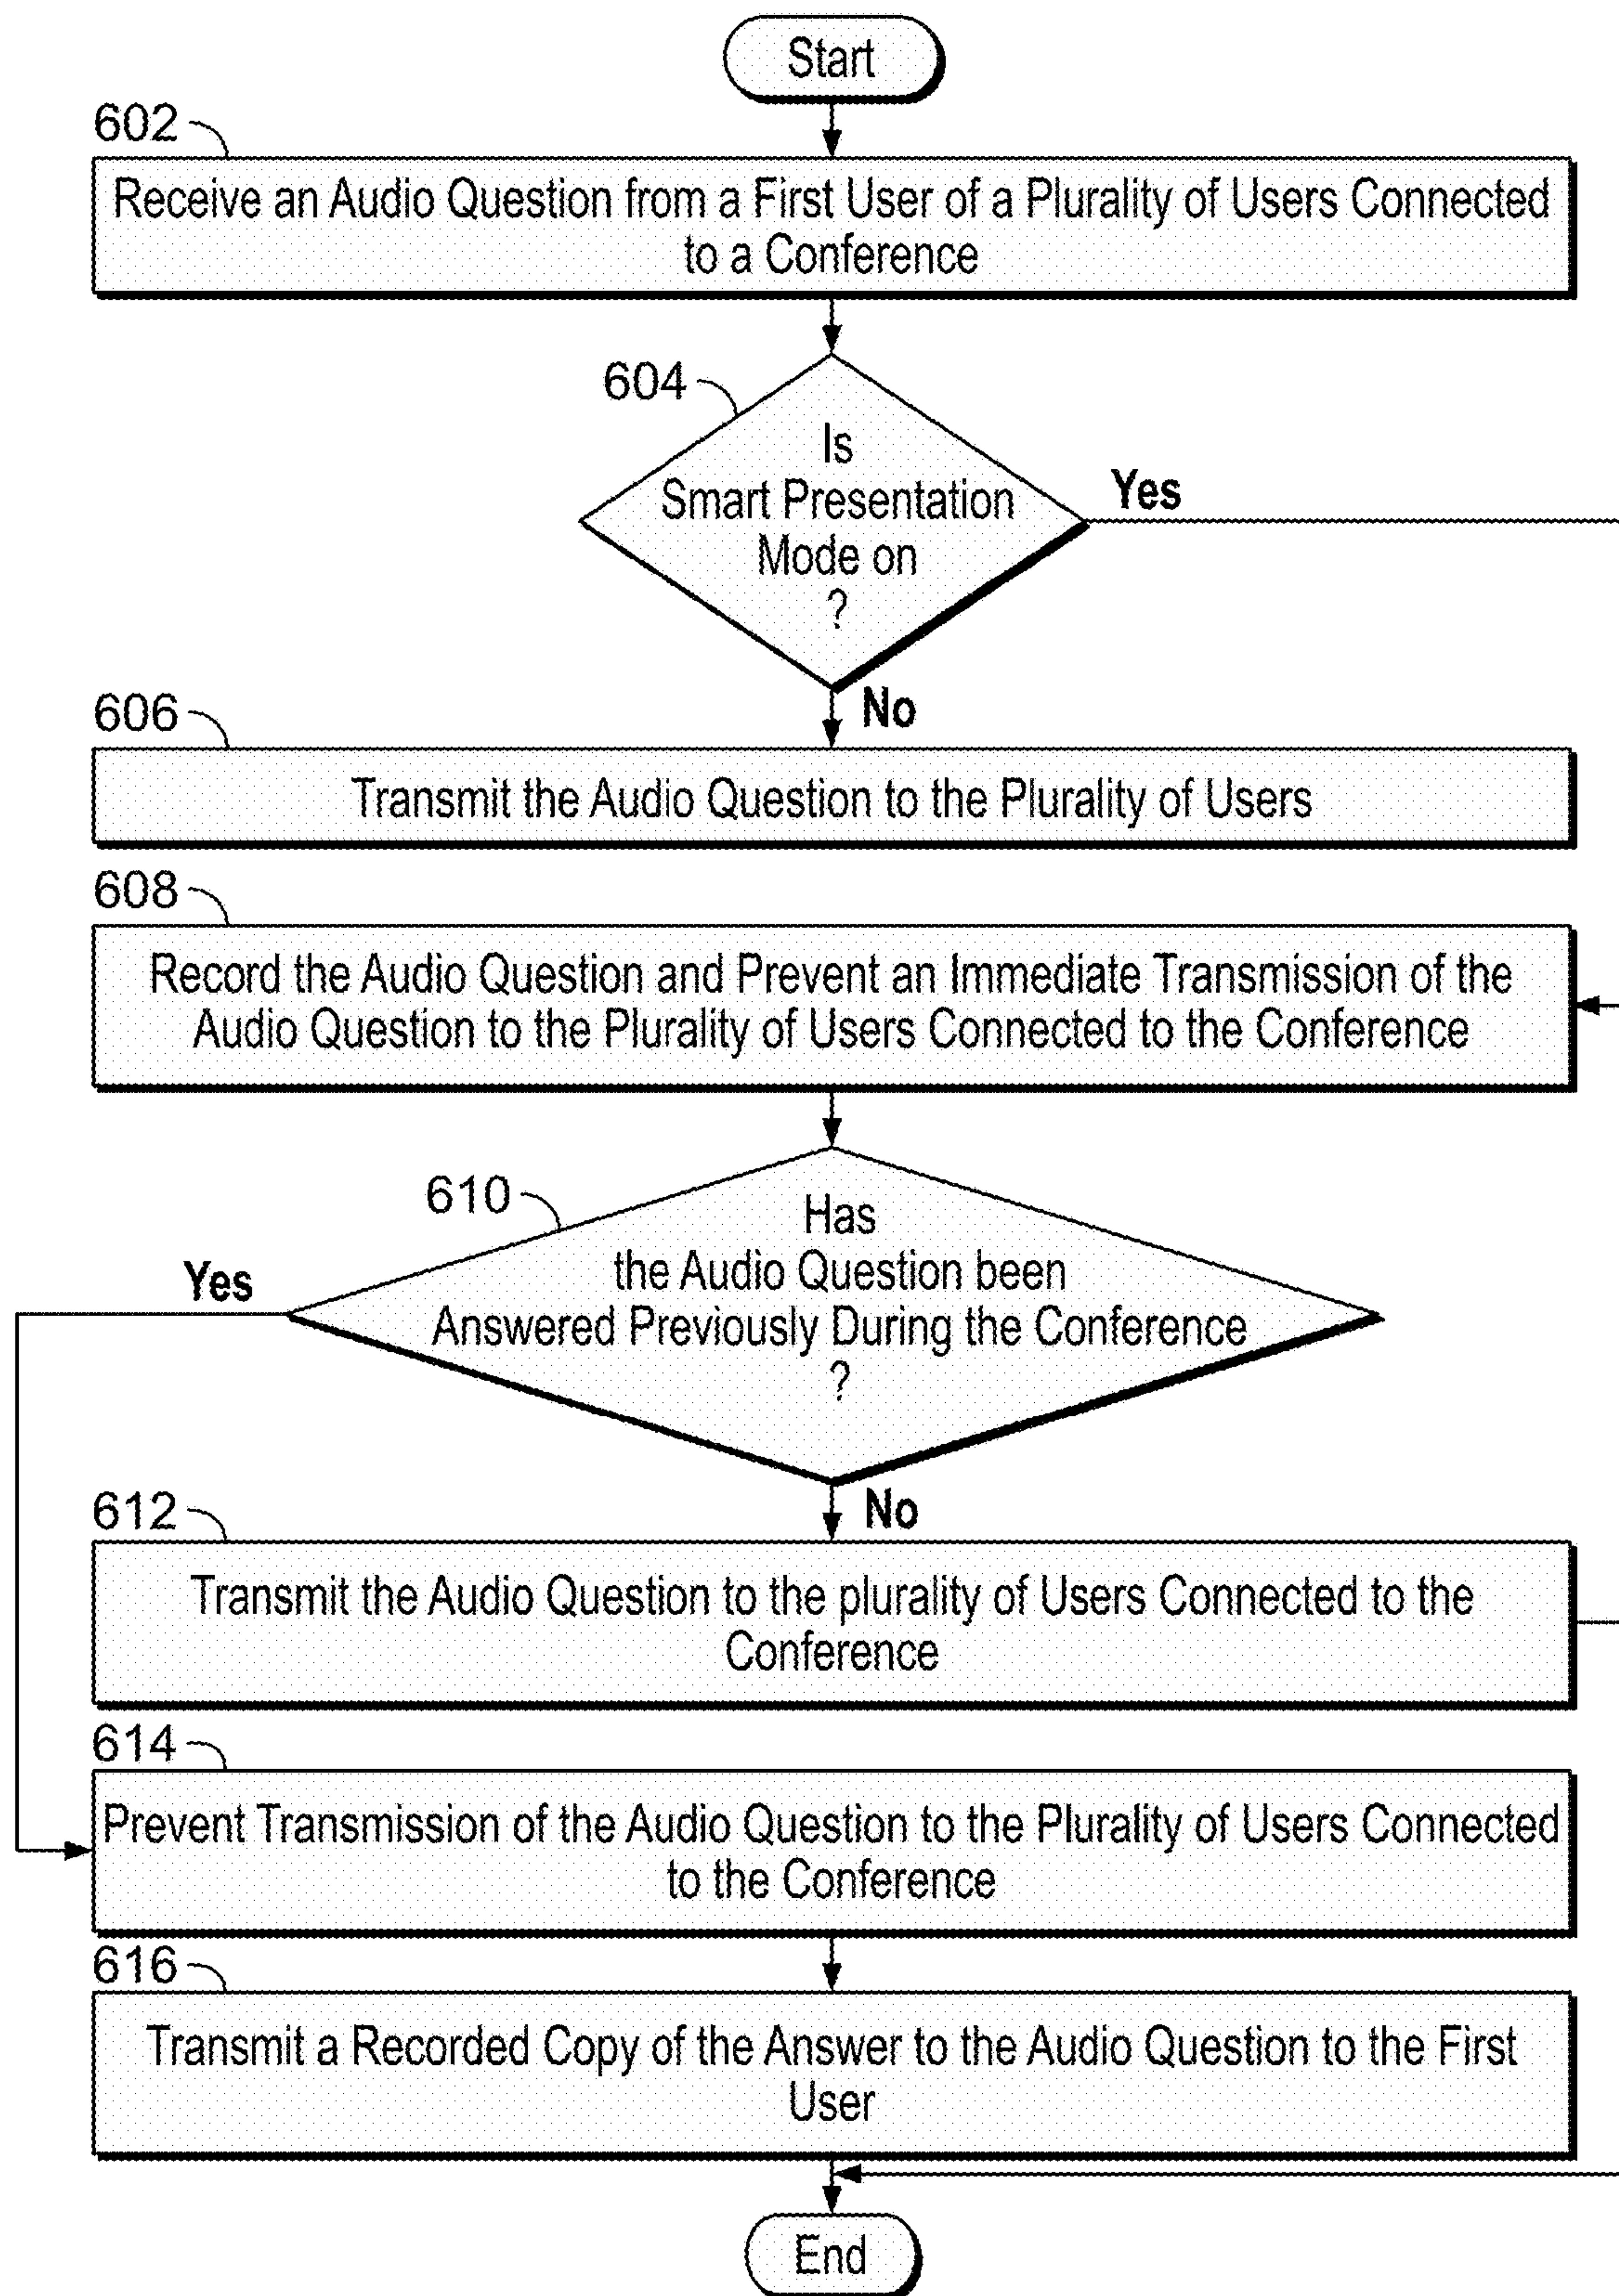 Start
602
Receive an Audio Question from a First User of a Plurality of Users Connected
to a Conference
604
Is
Smart Presentation
Mode on
?
Yes
No
606
Transmit the Audio Question to the Plurality of Users
608
Record the Audio Question and Prevent an Immediate Transmission of the
Audio Question to the Plurality of Users Connected to the Conference
610
Has
the Audio Question been
Answered Previously During the Conference
?
Yes
No
612
Transmit the Audio Question to the plurality of Users Connected to the
Conference
614
Prevent Transmission of the Audio Question to the Plurality of Users Connected
to the Conference
616
Transmit a Recorded Copy of the Answer to the Audio Question to the First
User
End